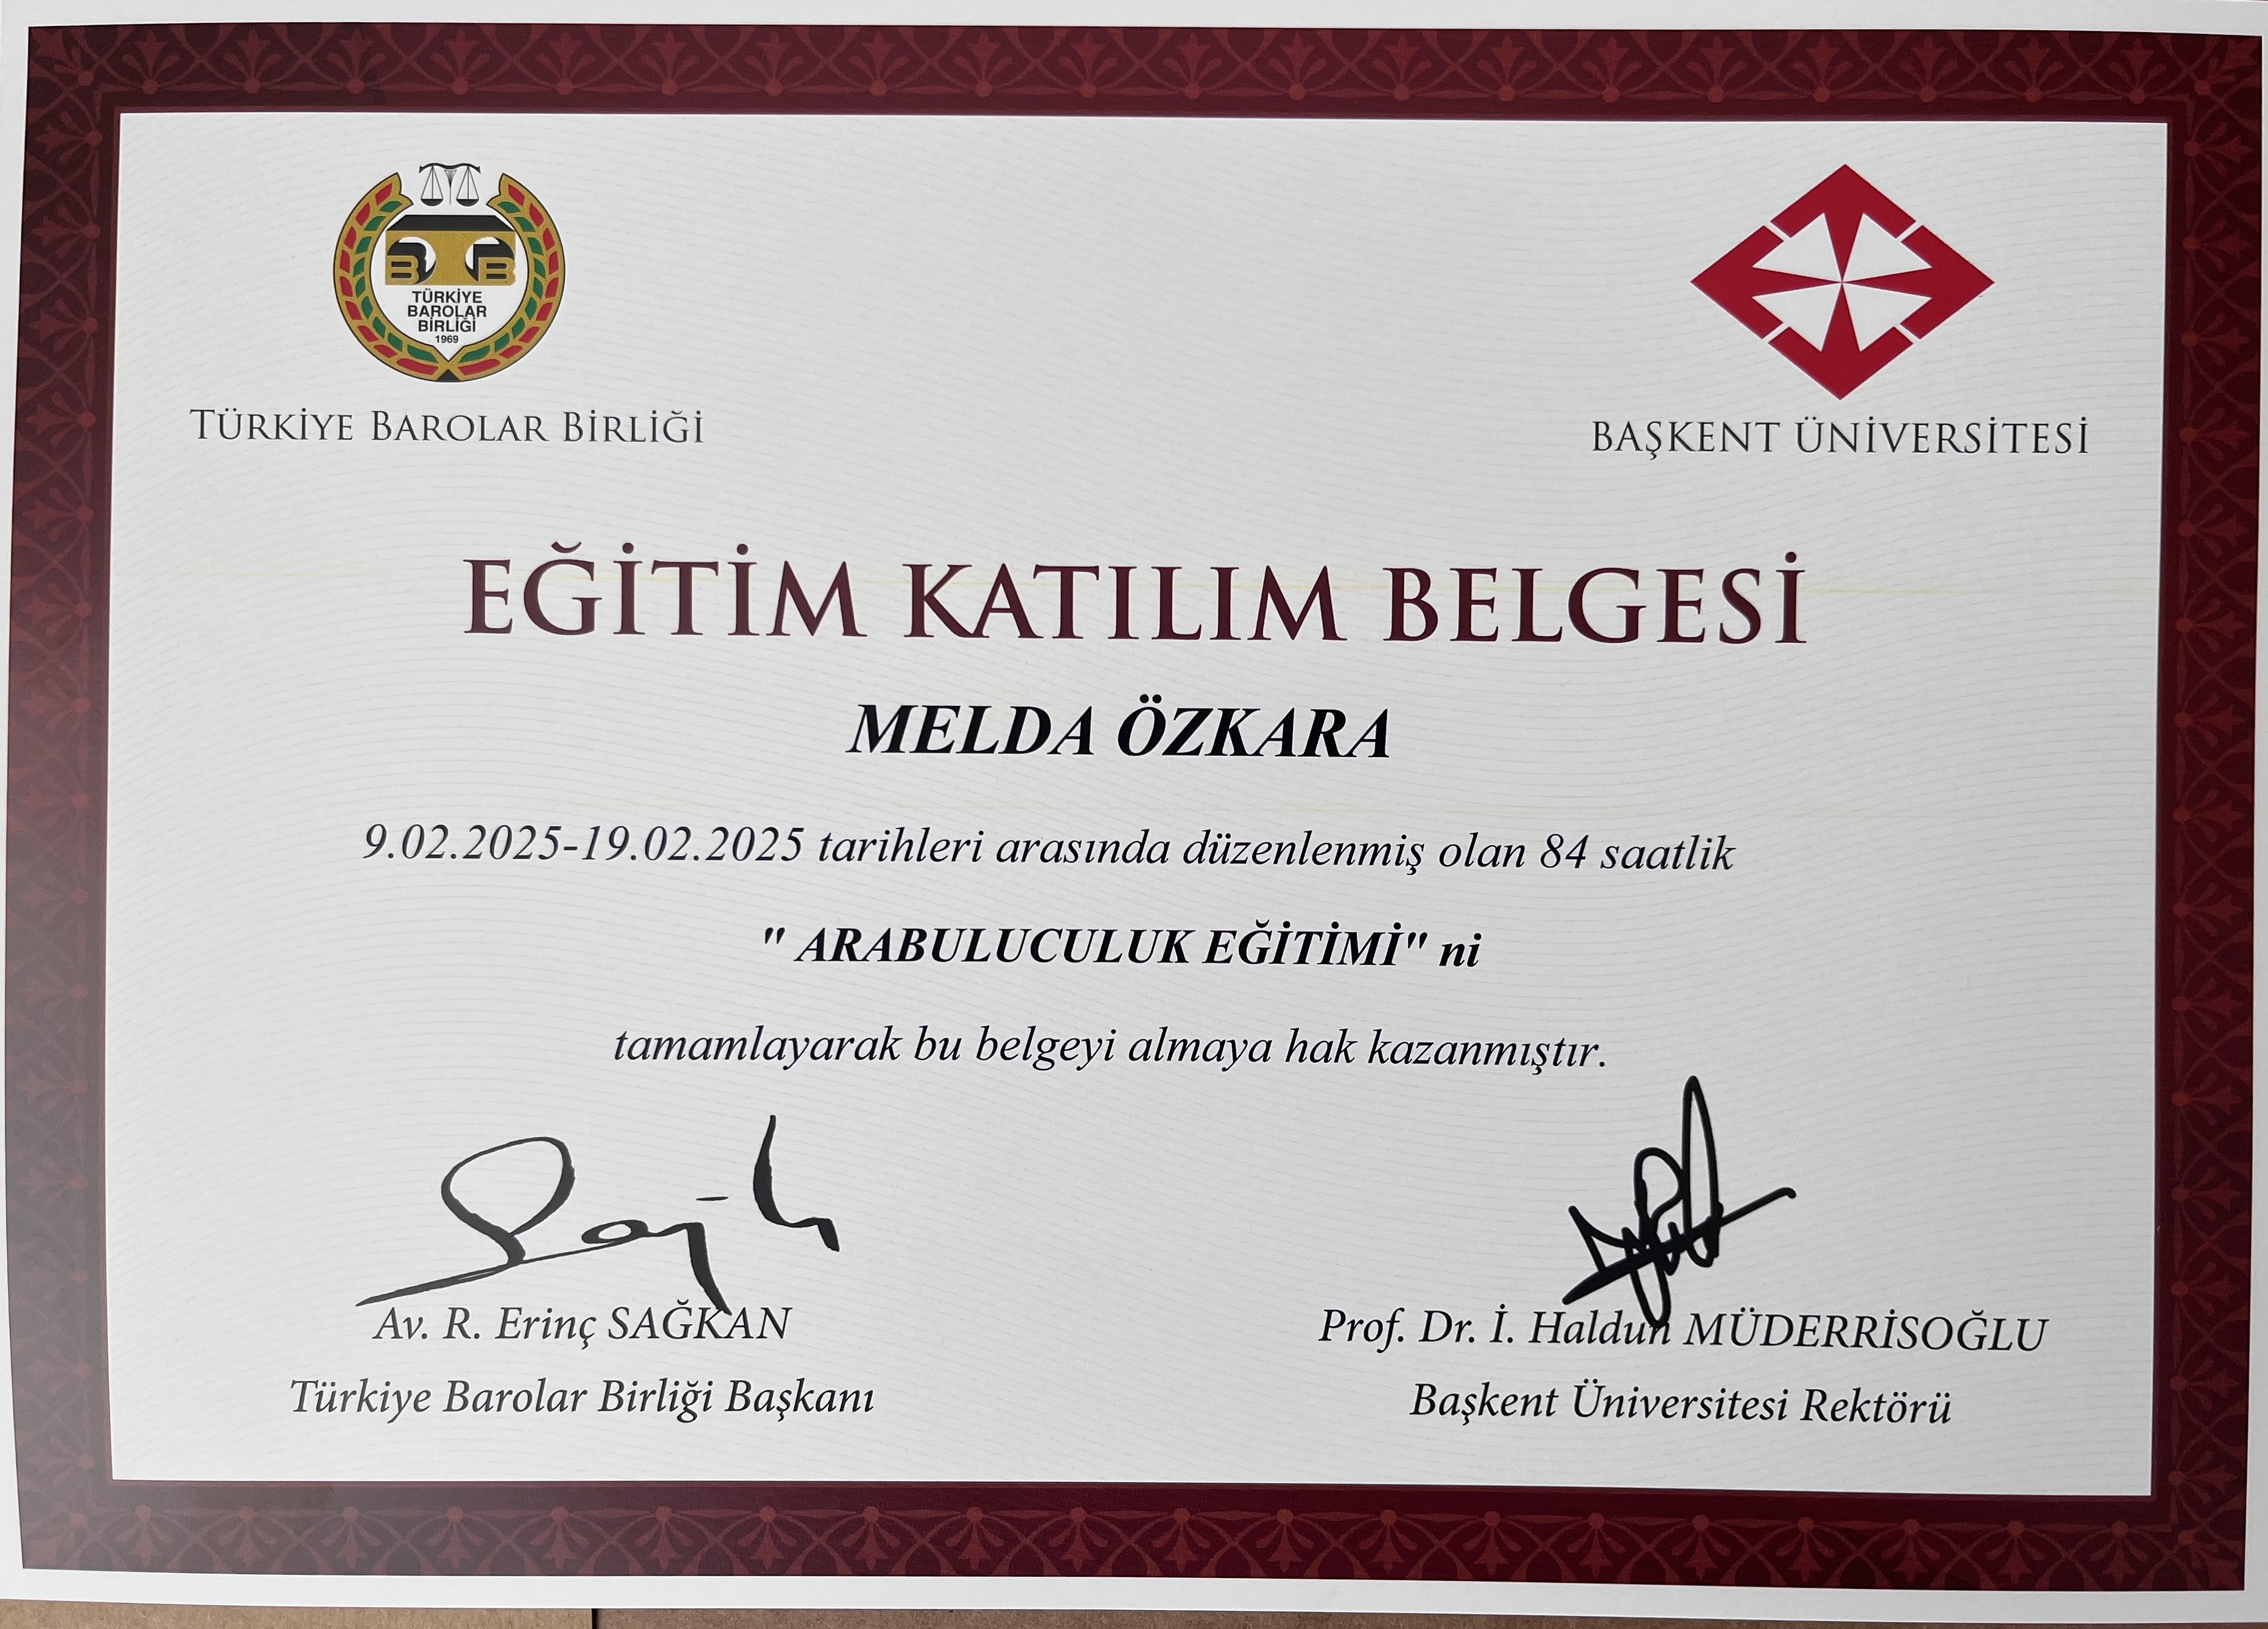 TÜRKİYE
BAROLAR
BİRLİĞİ
1969
TÜRKİYE BAROLAR BİRLİĞİ
BAŞKENT ÜNİVERSİTESİ
EĞİTİM KATILIM BELGESİ
MELDA ÖZKARA
9.02.2025-19.02.2025 tarihleri arasında düzenlenmiş olan 84 saatlik
" ARABULUCULUK EĞİTİMİ" ni
tamamlayarak bu belgeyi almaya hak kazanmıştır.
Av. R. Erinç SAĞKAN
Türkiye Barolar Birliği Başkanı
Prof. Dr. İ. Haldun MÜDERRİSOĞLU
Başkent Üniversitesi Rektörü